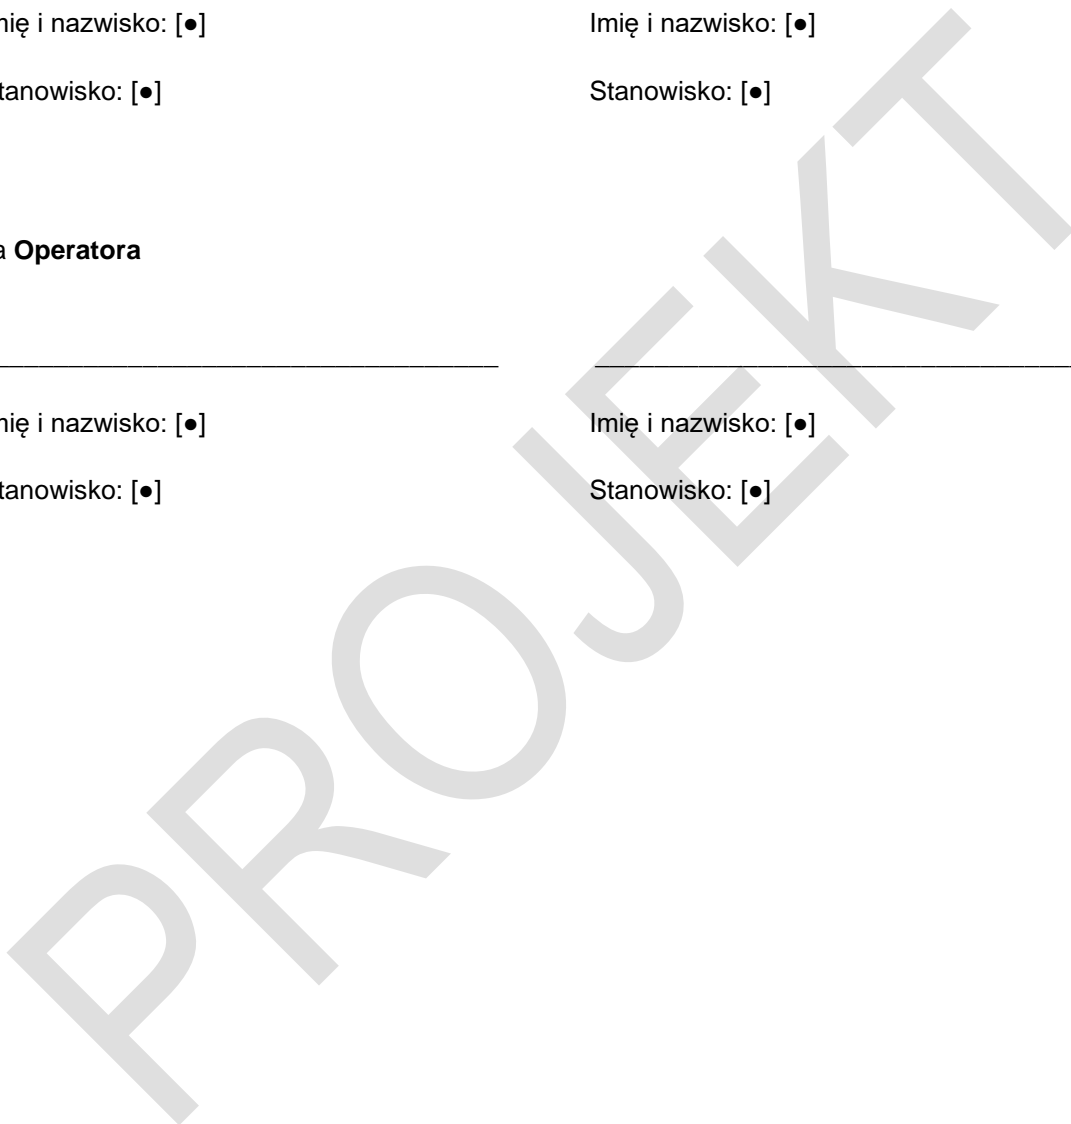 mię i nazwisko: [●] Imię i nazwisko: [●]
tanowisko: [●] Stanowisko: [●]
a Operatora
mię i nazwisko: [●] Imię i nazwisko: [●]
tanowisko: [●] Stanowisko: [●]
PROJEKT